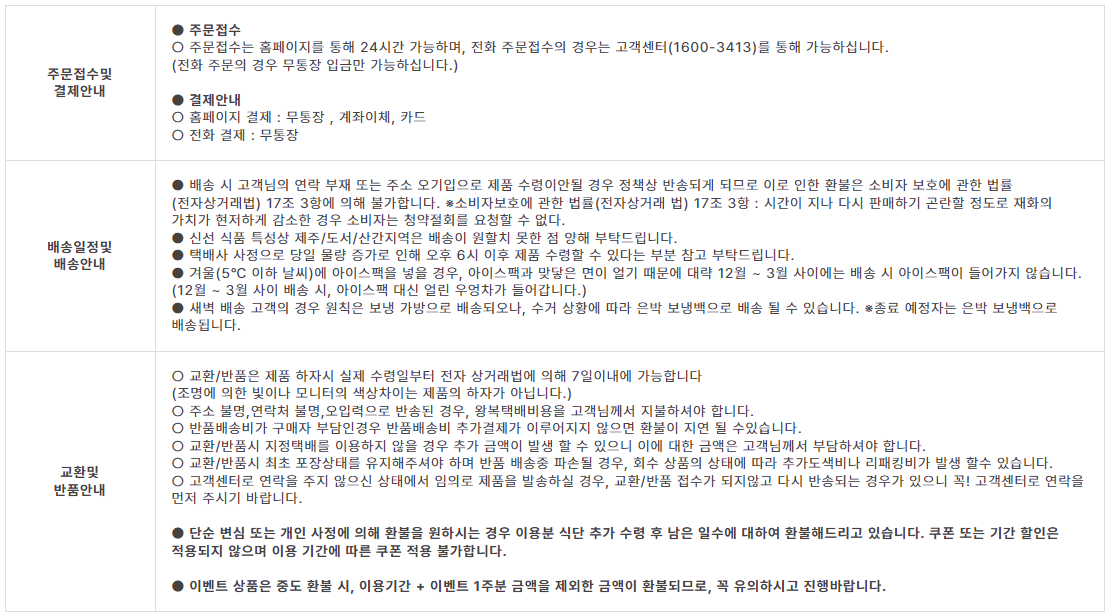 주문접수및
결제안내
● 주문접수
○ 주문접수는 홈페이지를 통해 24시간 가능하며, 전화 주문접수의 경우는 고객센터(1600-3413)를 통해 가능하십니다.
(전화 주문의 경우 무통장 입금만 가능하십니다.)
● 결제안내
○ 홈페이지 결제 : 무통장 , 계좌이체, 카드
○ 전화 결제 : 무통장
배송일정및
배송안내
● 배송 시 고객님의 연락 부재 또는 주소 오기입으로 제품 수령이안될 경우 정책상 반송되게 되므로 이로 인한 환불은 소비자 보호에 관한 법률
(전자상거래법) 17조 3항에 의해 불가합니다. ※소비자보호에 관한 법률(전자상거래 법) 17조 3항 : 시간이 지나 다시 판매하기 곤란할 정도로 재화의
가치가 현저하게 감소한 경우 소비자는 청약절회를 요청할 수 없다.
● 신선 식품 특성상 제주/도서/산간지역은 배송이 원할치 못한 점 양해 부탁드립니다.
● 택배사 사정으로 당일 물량 증가로 인해 오후 6시 이후 제품 수령할 수 있다는 부분 참고 부탁드립니다.
● 겨울(5℃ 이하 날씨)에 아이스팩을 넣을 경우, 아이스팩과 맞닿은 면이 얼기 때문에 대략 12월 ~ 3월 사이에는 배송 시 아이스팩이 들어가지 않습니다.
(12월 ~ 3월 사이 배송 시, 아이스팩 대신 얼린 우엉차가 들어갑니다.)
● 새벽 배송 고객의 경우 원칙은 보냉 가방으로 배송되오나, 수거 상황에 따라 은박 보냉백으로 배송 될 수 있습니다. ※종료 예정자는 은박 보냉백으로
배송됩니다.
교환및
반품안내
○ 교환/반품은 제품 하자시 실제 수령일부터 전자 상거래법에 의해 7일이내에 가능합니다
(조명에 의한 빛이나 모니터의 색상차이는 제품의 하자가 아닙니다.)
○ 주소 불명,연락처 불명,오입력으로 반송된 경우, 왕복택배비용을 고객님께서 지불하셔야 합니다.
○ 반품배송비가 구매자 부담인경우 반품배송비 추가결제가 이루어지지 않으면 환불이 지연 될 수있습니다.
○ 교환/반품시 지정택배를 이용하지 않을 경우 추가 금액이 발생 할 수 있으니 이에 대한 금액은 고객님께서 부담하셔야 합니다.
○ 교환/반품시 최초 포장상태를 유지해주셔야 하며 반품 배송중 파손될 경우, 회수 상품의 상태에 따라 추가도색비나 리패킹비가 발생 할수 있습니다.
○ 고객센터로 연락을 주지 않으신 상태에서 임의로 제품을 발송하실 경우, 교환/반품 접수가 되지않고 다시 반송되는 경우가 있으니 꼭! 고객센터로 연락을
먼저 주시기 바랍니다.
● 단순 변심 또는 개인 사정에 의해 환불을 원하시는 경우 이용분 식단 추가 수령 후 남은 일수에 대하여 환불해드리고 있습니다. 쿠폰 또는 기간 할인은
적용되지 않으며 이용 기간에 따른 쿠폰 적용 불가합니다.
● 이벤트 상품은 중도 환불 시, 이용기간 + 이벤트 1주분 금액을 제외한 금액이 환불되므로, 꼭 유의하시고 진행바랍니다.